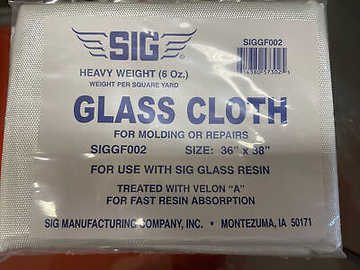 SIGGF002
SIG
HEAVY WEIGHT (6 Oz.)
WEIGHT PER SQUARE YARD
GLASS CLOTH
FOR MOLDING OR REPAIRS
SIGGF002 SIZE: 36" x 38"
FOR USE WITH SIG GLASS RESIN
TREATED WITH VELON "A"
FOR FAST RESIN ABSORPTION
SIG MANUFACTURING COMPANY, INC. • MONTEZUMA, IA 50171